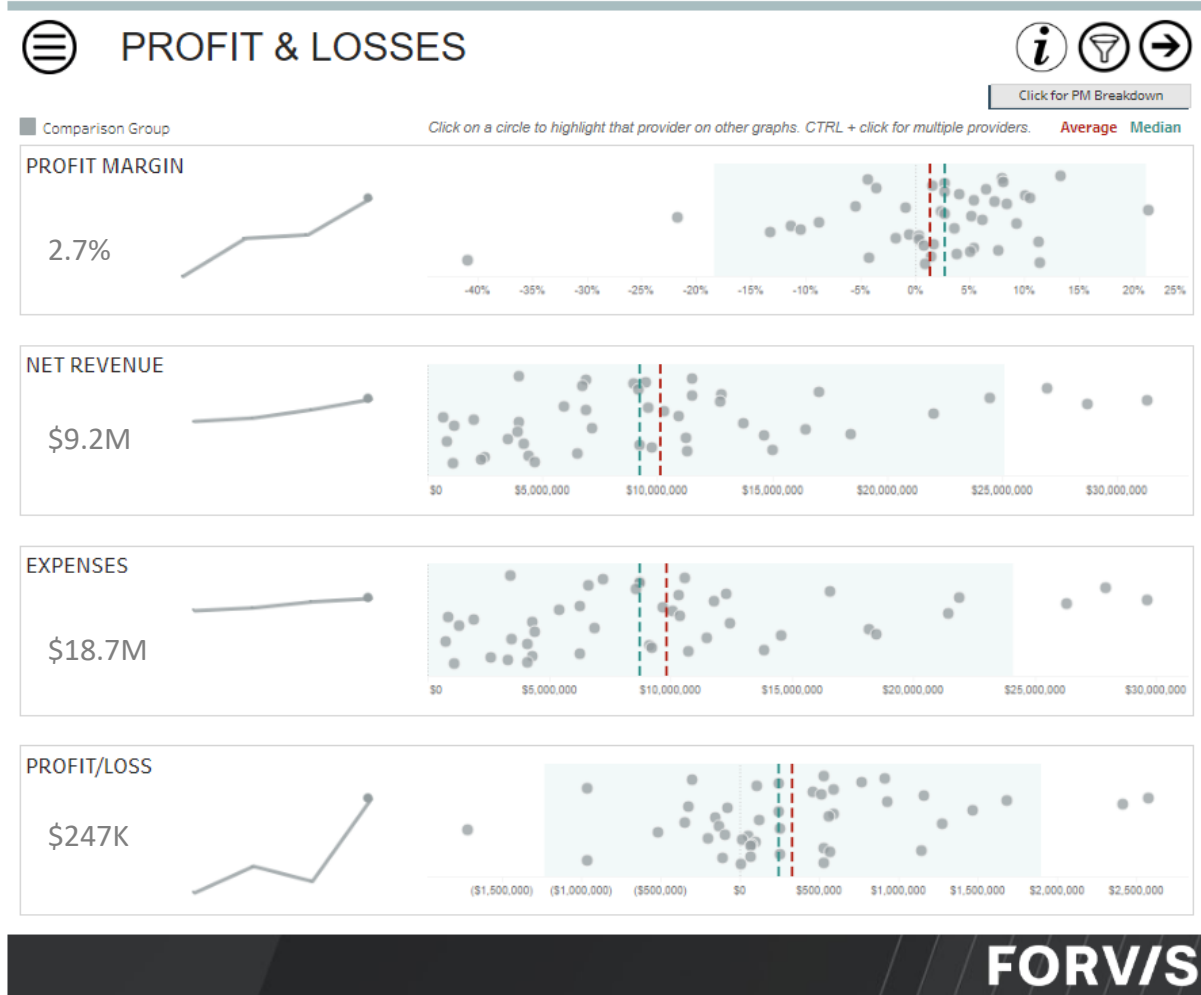 PROFIT & LOSSES
i
Click for PM Breakdown
Comparison Group
Click on a circle to highlight that provider on other graphs. CTRL + click for multiple providers.
Average Median
PROFIT MARGIN
2.7%
-40% -35% -30% -25% -20% -15% -10% -5% 0% 5% 10% 15% 20% 25%
NET REVENUE
$9.2M
$0 $5,000,000 $10,000,000 $15,000,000 $20,000,000 $25,000,000 $30,000,000
EXPENSES
$18.7M
$0 $5,000,000 $10,000,000 $15,000,000 $20,000,000 $25,000,000 $30,000,000
PROFIT/LOSS
$247K
($1,500,000) ($1,000,000) ($500,000) $0 $500,000 $1,000,000 $1,500,000 $2,000,000 $2,500,000
FORV/S